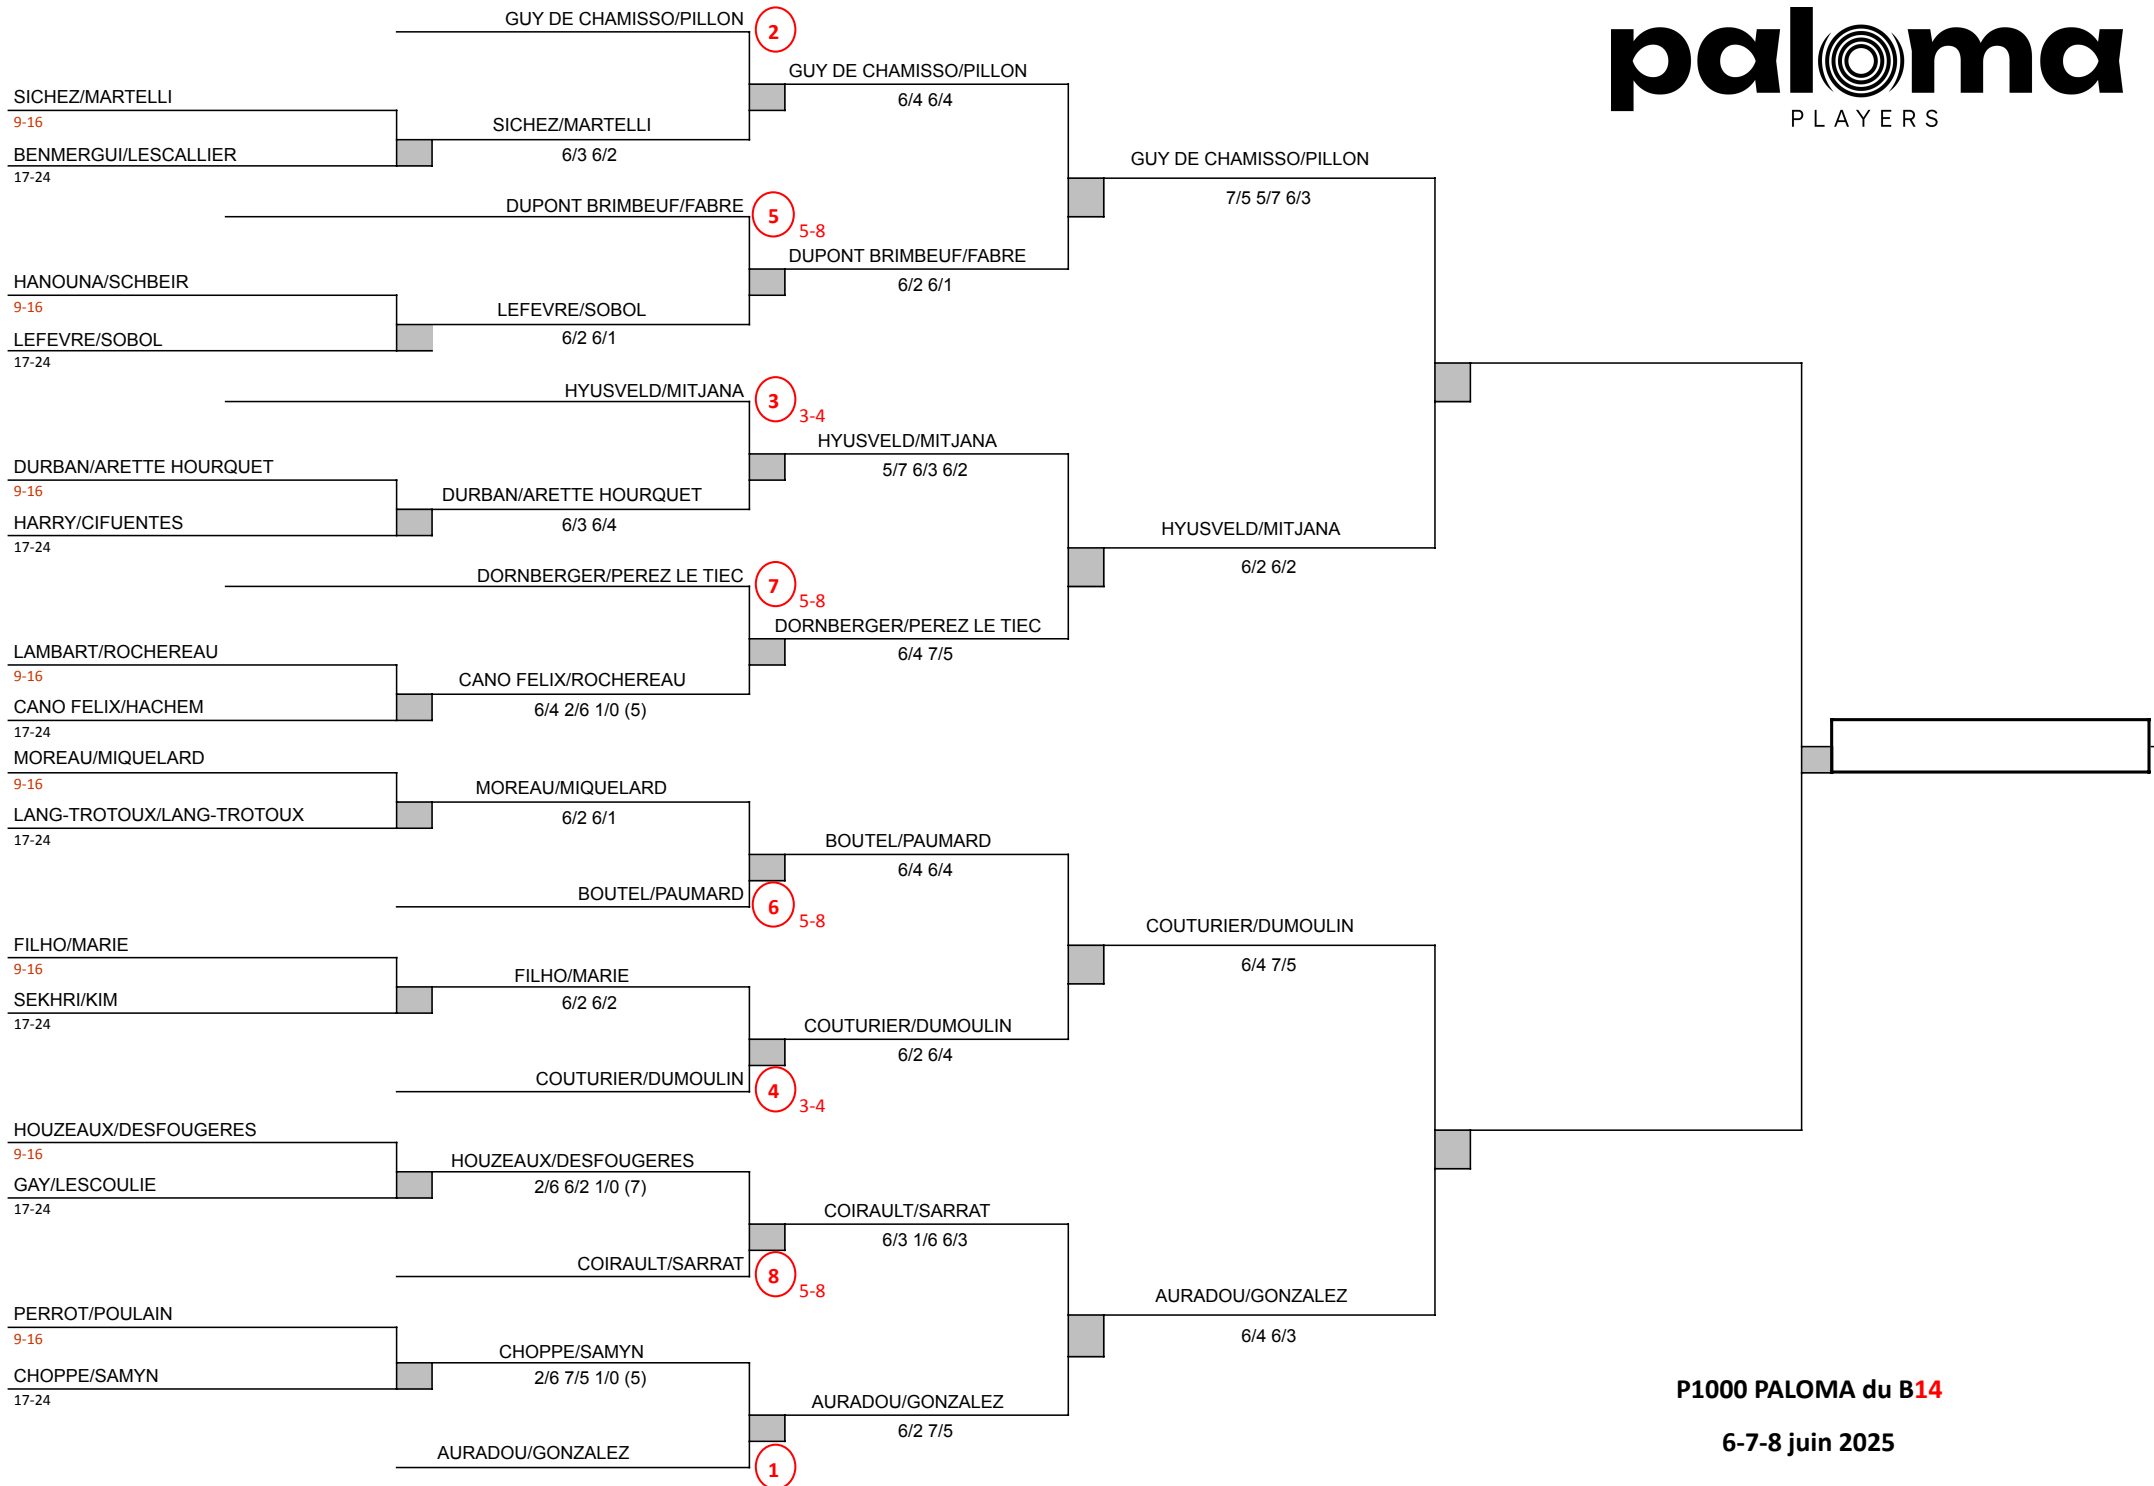 paloma
PLAYERS
GUY DE CHAMISSO/PILLON
2
GUY DE CHAMISSO/PILLON
6/4 6/4
SICHEZ/MARTELLI
9-16
SICHEZ/MARTELLI
6/3 6/2
BENMERGUI/LESCALLIER
17-24
GUY DE CHAMISSO/PILLON
7/5 5/7 6/3
DUPONT BRIMBEUF/FABRE
5
5-8
DUPONT BRIMBEUF/FABRE
6/2 6/1
HANOUNA/SCHBEIR
9-16
LEFEVRE/SOBOL
6/2 6/1
LEFEVRE/SOBOL
17-24
HYUSVELD/MITJANA
3
3-4
HYUSVELD/MITJANA
5/7 6/3 6/2
DURBAN/ARETTE HOURQUET
9-16
DURBAN/ARETTE HOURQUET
6/3 6/4
HARRY/CIFUENTES
17-24
HYUSVELD/MITJANA
6/2 6/2
DORNBERGER/PEREZ LE TIEC
7
5-8
DORNBERGER/PEREZ LE TIEC
6/4 7/5
LAMBART/ROCHEREAU
9-16
CANO FELIX/ROCHEREAU
6/4 2/6 1/0 (5)
CANO FELIX/HACHEM
17-24
MOREAU/MIQUELARD
9-16
MOREAU/MIQUELARD
6/2 6/1
LANG-TROTOUX/LANG-TROTOUX
17-24
BOUTEL/PAUMARD
6/4 6/4
BOUTEL/PAUMARD
6
5-8
COUTURIER/DUMOULIN
6/4 7/5
FILHO/MARIE
9-16
FILHO/MARIE
6/2 6/2
SEKHRI/KIM
17-24
COUTURIER/DUMOULIN
6/2 6/4
COUTURIER/DUMOULIN
4
3-4
HOUZEAUX/DESFOUGERES
9-16
HOUZEAUX/DESFOUGERES
2/6 6/2 1/0 (7)
GAY/LESCOULIE
17-24
COIRAULT/SARRAT
6/3 1/6 6/3
COIRAULT/SARRAT
8
5-8
AURADOU/GONZALEZ
6/4 6/3
PERROT/POULAIN
9-16
CHOPPE/SAMYN
2/6 7/5 1/0 (5)
CHOPPE/SAMYN
17-24
AURADOU/GONZALEZ
6/2 7/5
AURADOU/GONZALEZ
1
P1000 PALOMA du B14
6-7-8 juin 2025